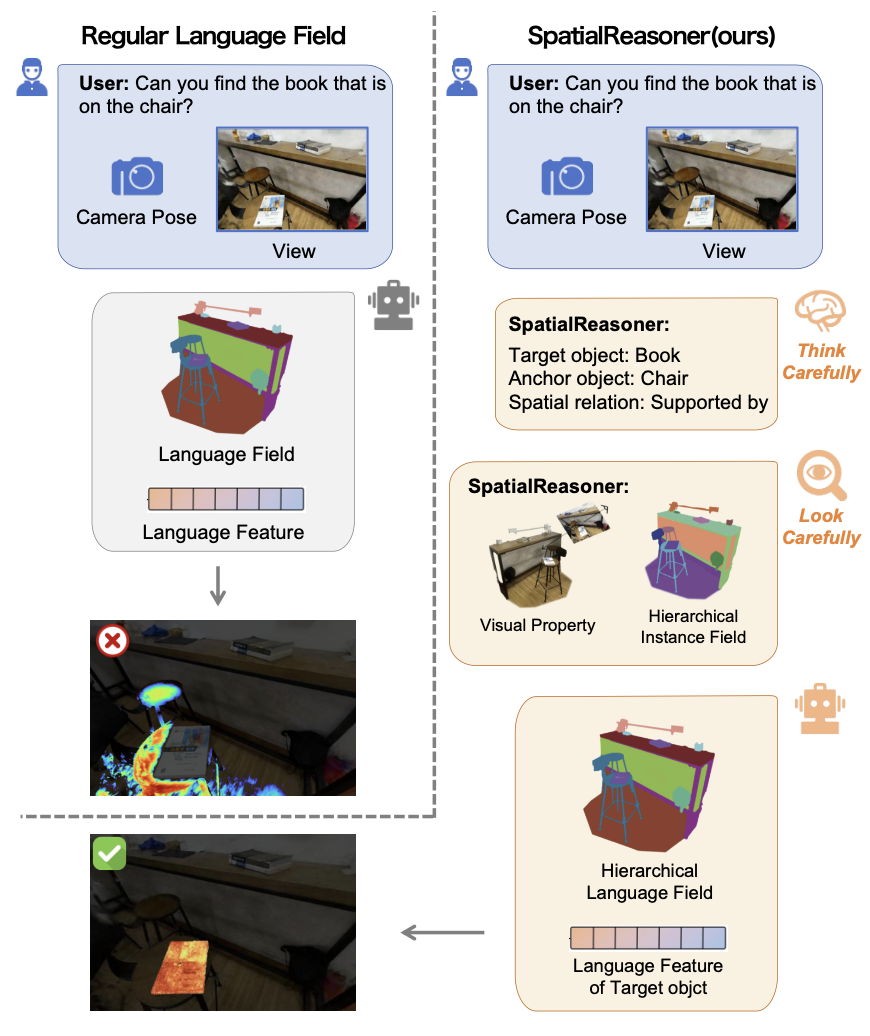 Regular Language Field
User: Can you find the book that is
on the chair?
Camera Pose
View
Language Field
Language Feature
SpatialReasoner(ours)
User: Can you find the book that is
on the chair?
Camera Pose
View
SpatialReasoner:
Target object: Book
Anchor object: Chair
Spatial relation: Supported by
Think
Carefully
SpatialReasoner:
Visual Property
Hierarchical
Instance Field
Look
Carefully
Hierarchical
Language Field
Language Feature
of Target objct